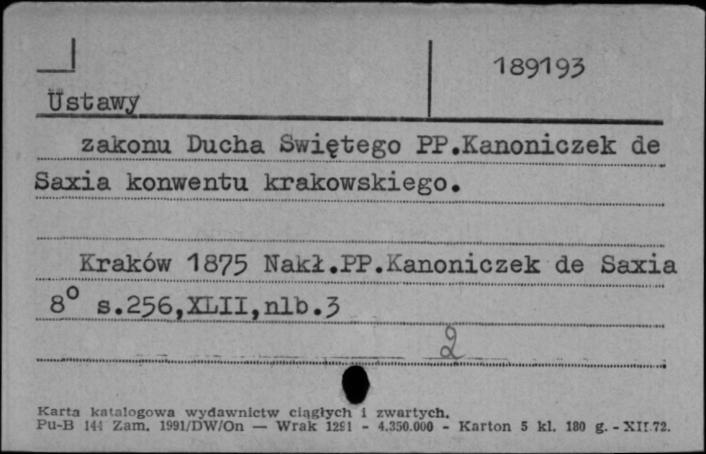 189193
Ustawy
zakonu Ducha Swiętego PP.Kanoniczek de
Saxia konwentu krakowskiego.
Kraków 1875 Nakł.PP.Kanoniczek de Saxia
8° s.256,XLII,nlb.3
2
Karta katalogowa wydawnictw ciągłych i zwartych.
Pu-B 144 Zam. 1991/DW/On — Wrak 1291 - 4.350.000 - Karton 5 kl. 180 g. - XII.72.